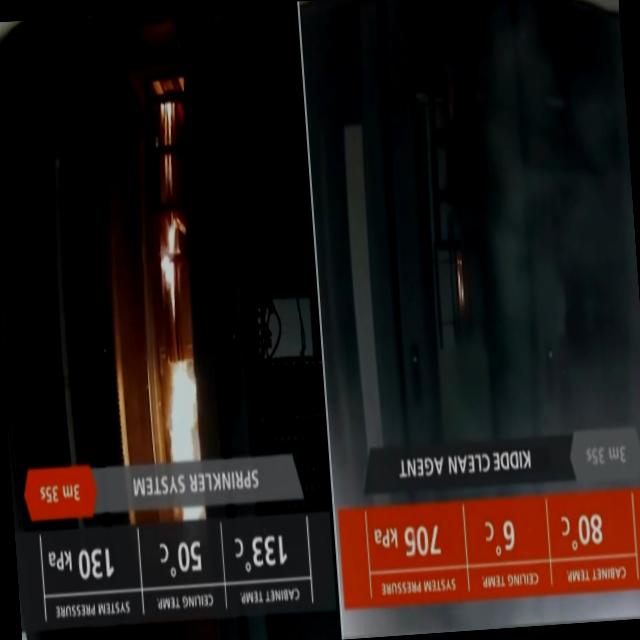 CABINET TEMP. CEILING TEMP. SYSTEM PRESSURE
80°C 6°C 705 kPa
3m 35s KIDDE CLEAN AGENT
CABINET TEMP. CEILING TEMP. SYSTEM PRESSURE
133°C 50°C 130 kPa
SPRINKLER SYSTEM 3m 35s